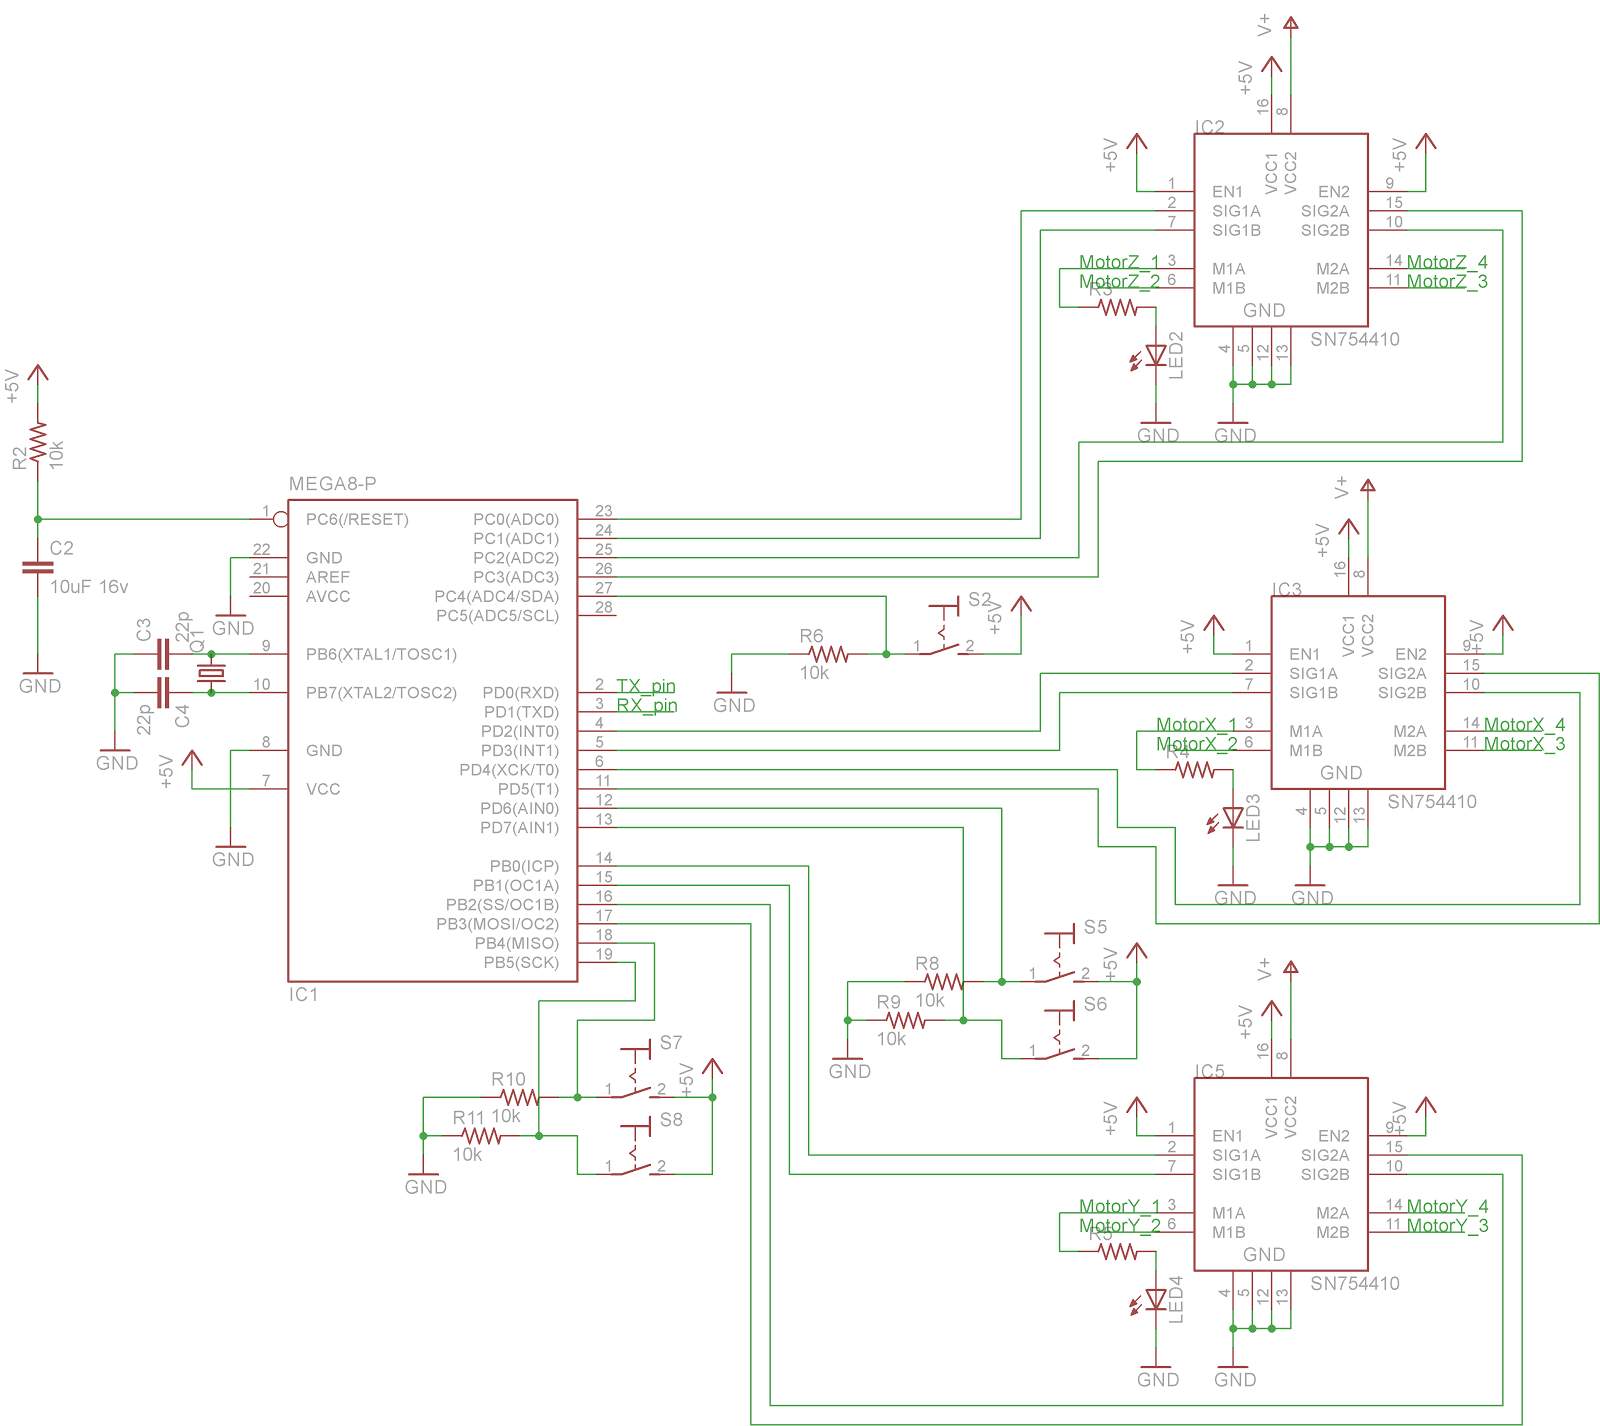 V+
+5V
16
8
IC2
+5V
+5V
VCC1
VCC2
1 EN1 EN2 9
2 SIG1A SIG2A 15
7 SIG1B SIG2B 10
MotorZ_1 3 M1A M2A 14 MotorZ_4
MotorZ_2 6 M1B M2B 11 MotorZ_3
R3
GND
SN754410
4
5
12
13
LED2
GND
GND
+5V
R2
10k
C2
10uF 16v
GND
MEGA8-P
1 PC6(/RESET) PC0(ADC0) 23
PC1(ADC1) 24
22 GND PC2(ADC2) 25
21 AREF PC3(ADC3) 26
20 AVCC PC4(ADC4/SDA) 27
PC5(ADC5/SCL) 28
GND
9 PB6(XTAL1/TOSC1)
10 PB7(XTAL2/TOSC2) PD0(RXD) 2 TX_pin
PD1(TXD) 3 RX_pin
PD2(INT0) 4
8 GND PD3(INT1) 5
PD4(XCK/T0) 6
7 VCC PD5(T1) 11
PD6(AIN0) 12
PD7(AIN1) 13
PB0(ICP) 14
PB1(OC1A) 15
PB2(SS/OC1B) 16
PB3(MOSI/OC2) 17
PB4(MISO) 18
PB5(SCK) 19
IC1
C3
22p
Q1
22p
C4
GND
+5V
GND
R6
10k
GND
S2
1
2
+5V
V+
+5V
16
8
IC3
+5V
+5V
VCC1
VCC2
1 EN1 EN2 9
2 SIG1A SIG2A 15
7 SIG1B SIG2B 10
MotorX_1 3 M1A M2A 14 MotorX_4
MotorX_2 6 M1B M2B 11 MotorX_3
R4
GND
SN754410
4
5
12
13
LED3
GND
GND
S5
R8
10k
1
2
+5V
R9
10k
S6
1
2
GND
S7
R10
10k
1
2
+5V
R11
10k
S8
1
2
GND
V+
+5V
16
8
IC5
+5V
+5V
VCC1
VCC2
1 EN1 EN2 9
2 SIG1A SIG2A 15
7 SIG1B SIG2B 10
MotorY_1 3 M1A M2A 14 MotorY_4
MotorY_2 6 M1B M2B 11 MotorY_3
R5
GND
SN754410
4
5
12
13
LED4
GND
GND